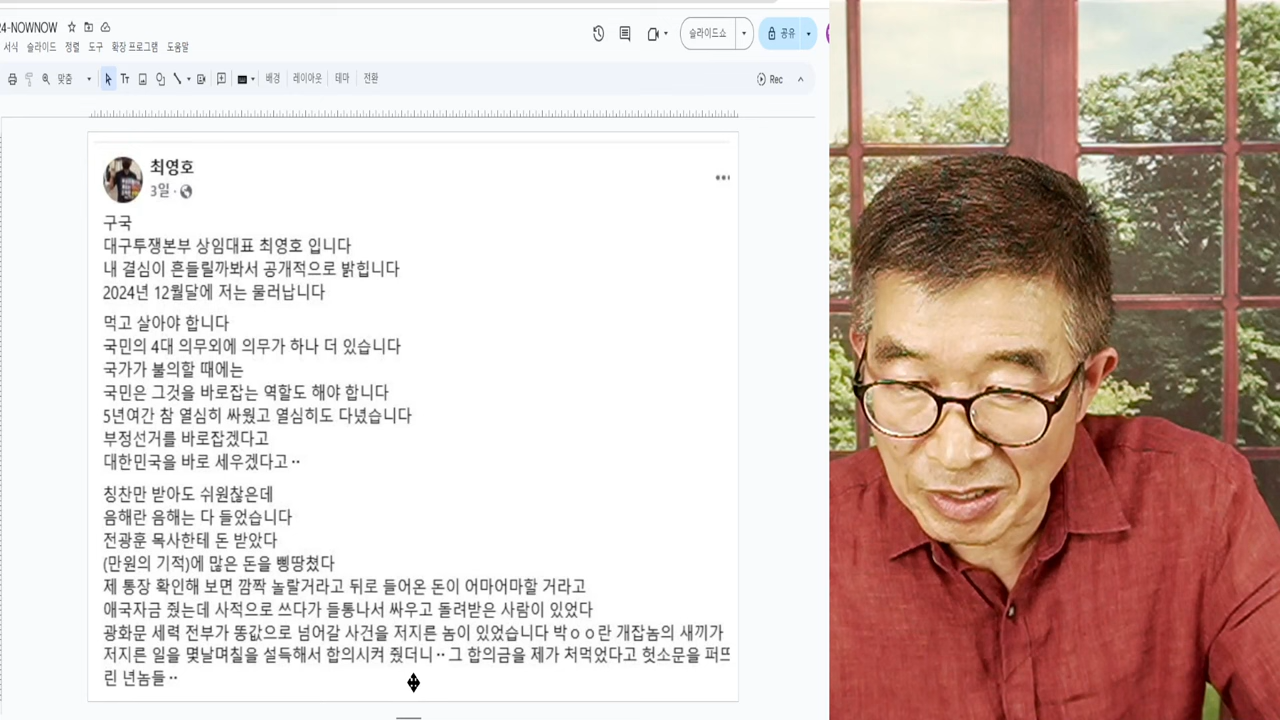 24-NOWNOW
서식 슬라이드 정렬 도구 확장 프로그램 도움말
슬라이드쇼
공유
맞춤
Tт
배경 레이아웃 테마 전환
Rec
최영호
3일 ·
구국
대구투쟁본부 상임대표 최영호 입니다
내 결심이 흔들릴까봐서 공개적으로 밝힙니다
2024년 12월달에 저는 물러납니다
먹고 살아야 합니다
국민의 4대 의무외에 의무가 하나 더 있습니다
국가가 불의할 때에는
국민은 그것을 바로잡는 역할도 해야 합니다
5년여간 참 열심히 싸웠고 열심히도 다녔습니다
부정선거를 바로잡겠다고
대한민국을 바로 세우겠다고··
칭찬만 받아도 쉬원찮은데
음해란 음해는 다 들었습니다
전광훈 목사한테 돈 받았다
(만원의 기적)에 많은 돈을 삥땅쳤다
제 통장 확인해 보면 깜짝 놀랄거라고 뒤로 들어온 돈이 어마어마할 거라고
애국자금 줬는데 사적으로 쓰다가 들통나서 싸우고 돌려받은 사람이 있었다
광화문 세력 전부가 똥값으로 넘어갈 사건을 저지른 놈이 있었습니다 박ㅇㅇ란 개잡놈의 새끼가
저지른 일을 몇날며칠을 설득해서 합의시켜 줬더니·· 그 합의금을 제가 처먹었다고 헛소문을 퍼뜨
린 년놈들··